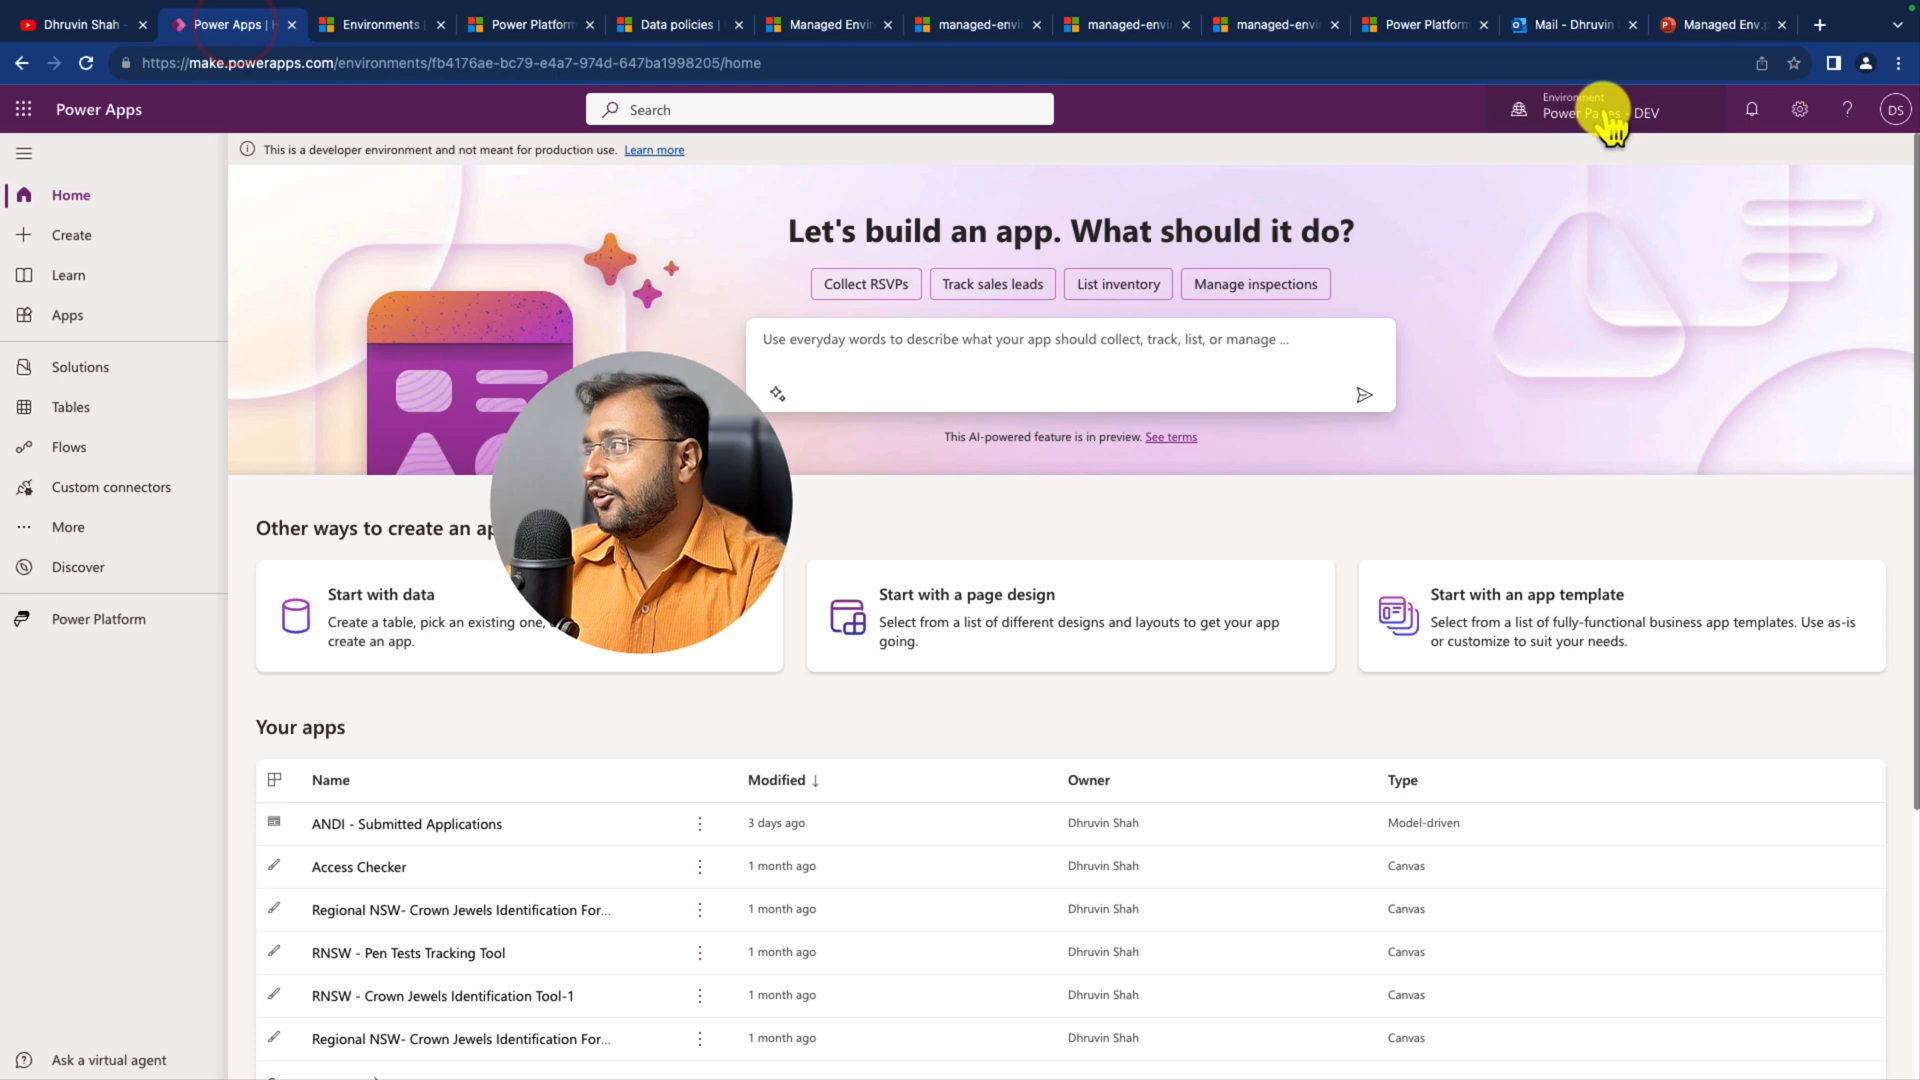 Dhruvin Shah -
Power Apps | H
Environments |
Power Platform
Data policies |
Managed Envir
managed-envi
managed-envi
managed-envi
Power Platform
Mail - Dhruvin S
Managed Env.p
https://make.powerapps.com/environments/fb4176ae-bc79-e4a7-974d-647ba1998205/home
Power Apps
Search
Environment
Power Pages - DEV
DS
This is a developer environment and not meant for production use. Learn more
Home
Create
Learn
Apps
Solutions
Tables
Flows
Custom connectors
More
Discover
Power Platform
Ask a virtual agent
Let's build an app. What should it do?
Collect RSVPs
Track sales leads
List inventory
Manage inspections
Use everyday words to describe what your app should collect, track, list, or manage ...
This AI-powered feature is in preview. See terms
Other ways to create an ap
Start with data
Create a table, pick an existing one,
create an app.
Start with a page design
Select from a list of different designs and layouts to get your app
going.
Start with an app template
Select from a list of fully-functional business app templates. Use as-is
or customize to suit your needs.
Your apps
Name Modified ↓ Owner Type
ANDI - Submitted Applications 3 days ago Dhruvin Shah Model-driven
Access Checker 1 month ago Dhruvin Shah Canvas
Regional NSW- Crown Jewels Identification For... 1 month ago Dhruvin Shah Canvas
RNSW - Pen Tests Tracking Tool 1 month ago Dhruvin Shah Canvas
RNSW - Crown Jewels Identification Tool-1 1 month ago Dhruvin Shah Canvas
Regional NSW- Crown Jewels Identification For... 1 month ago Dhruvin Shah Canvas